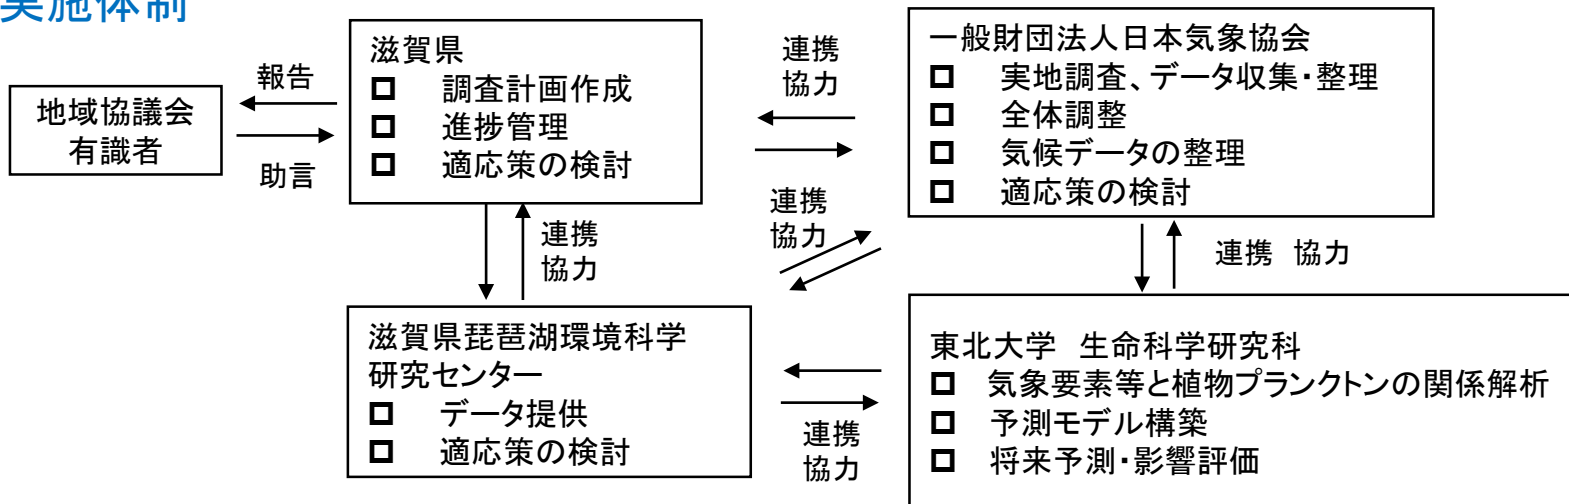 実施体制
地域協議会
有識者
報告
助言
滋賀県
調査計画作成
進捗管理
適応策の検討
連携
協力
一般財団法人日本気象協会
実地調査、データ収集・整理
全体調整
気候データの整理
適応策の検討
連携
協力
連携
協力
連携 協力
滋賀県琵琶湖環境科学
研究センター
データ提供
適応策の検討
連携
協力
東北大学 生命科学研究科
気象要素等と植物プランクトンの関係解析
予測モデル構築
将来予測・影響評価